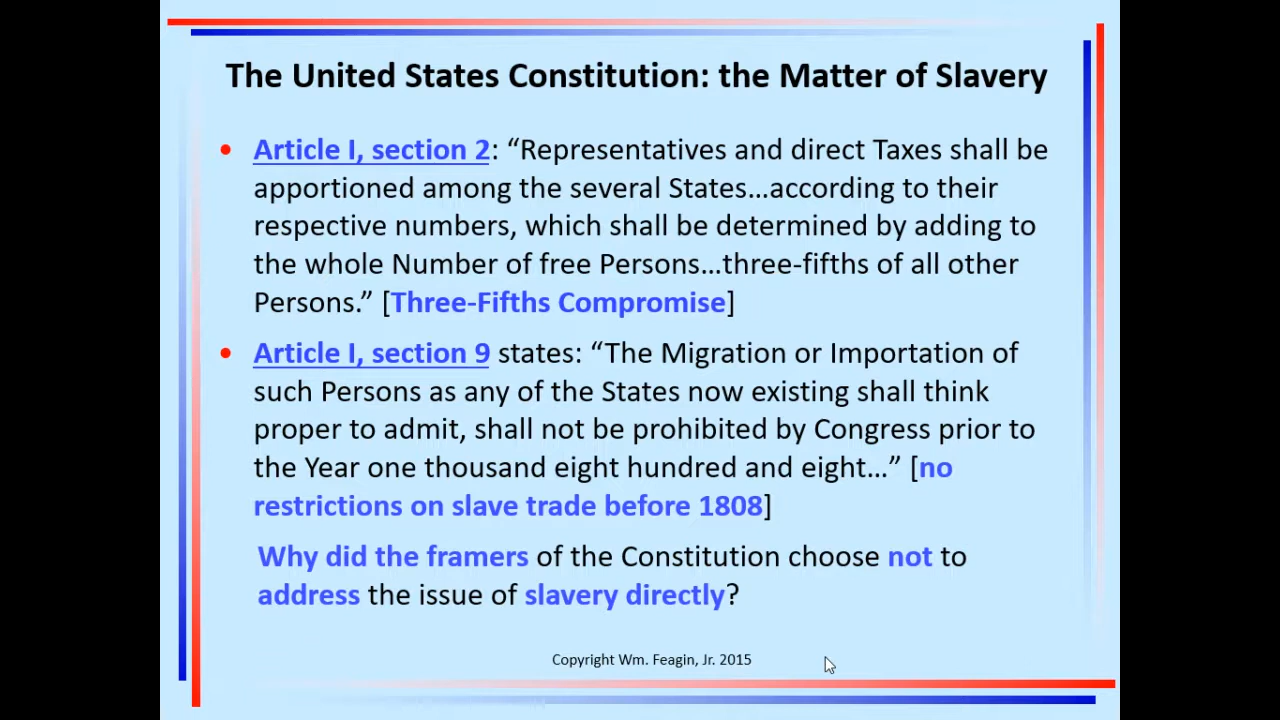 The United States Constitution: the Matter of Slavery
• Article I, section 2: “Representatives and direct Taxes shall be
apportioned among the several States…according to their
respective numbers, which shall be determined by adding to
the whole Number of free Persons…three-fifths of all other
Persons.” [Three-Fifths Compromise]
• Article I, section 9 states: “The Migration or Importation of
such Persons as any of the States now existing shall think
proper to admit, shall not be prohibited by Congress prior to
the Year one thousand eight hundred and eight…” [no
restrictions on slave trade before 1808]
Why did the framers of the Constitution choose not to
address the issue of slavery directly?
Copyright Wm. Feagin, Jr. 2015